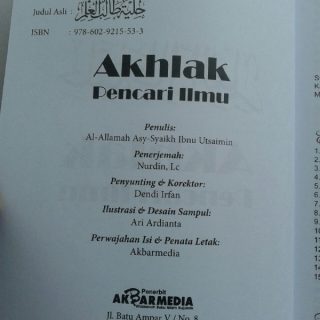 Judul Asli : حلية طالب العلم
ISBN : 978-602-9215-53-3
Akhlak
Pencari Ilmu
Penulis:
Al-Allamah Asy-Syaikh Ibnu Utsaimin
Penerjemah:
Nurdin, Lc
Penyunting & Korektor:
Dendi Irfan
Ilustrasi & Desain Sampul:
Ari Ardianta
Perwajahan Isi & Penata Letak:
Akbarmedia
Penerbit
AKBARMEDIA
Jl. Batu Ampar V / No. 8